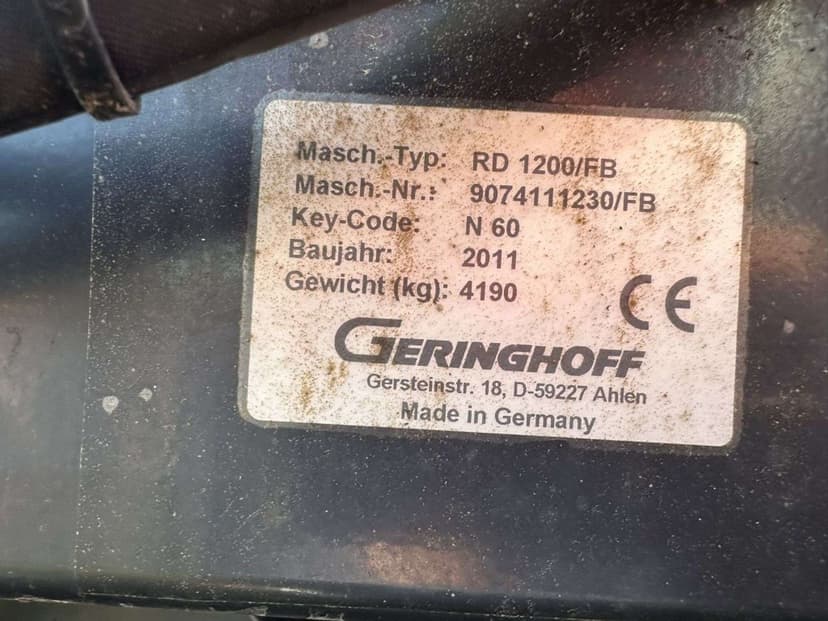 Masch.-Typ: RD 1200/FB
Masch.-Nr.: 9074111230/FB
Key-Code: N 60
Baujahr: 2011
Gewicht (kg): 4190
CE
GERINGHOFF
Gersteinstr. 18, D-59227 Ahlen
Made in Germany